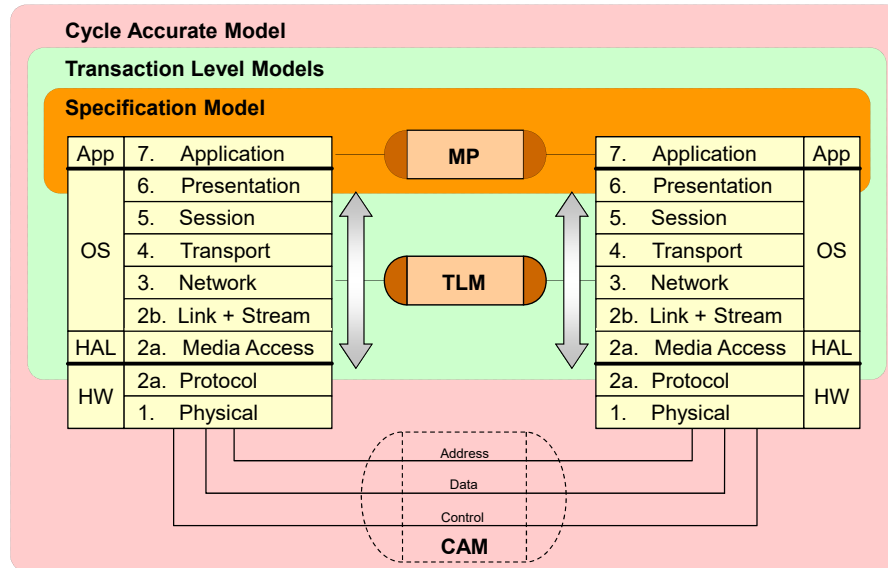 Cycle Accurate Model
Transaction Level Models
Specification Model
App 7. Application MP 7. Application App
6. Presentation 6. Presentation
5. Session 5. Session
OS 4. Transport 4. Transport OS
3. Network TLM 3. Network
2b. Link + Stream 2b. Link + Stream
HAL 2a. Media Access 2a. Media Access HAL
HW 2a. Protocol 2a. Protocol HW
1. Physical 1. Physical
Address
Data
Control
CAM